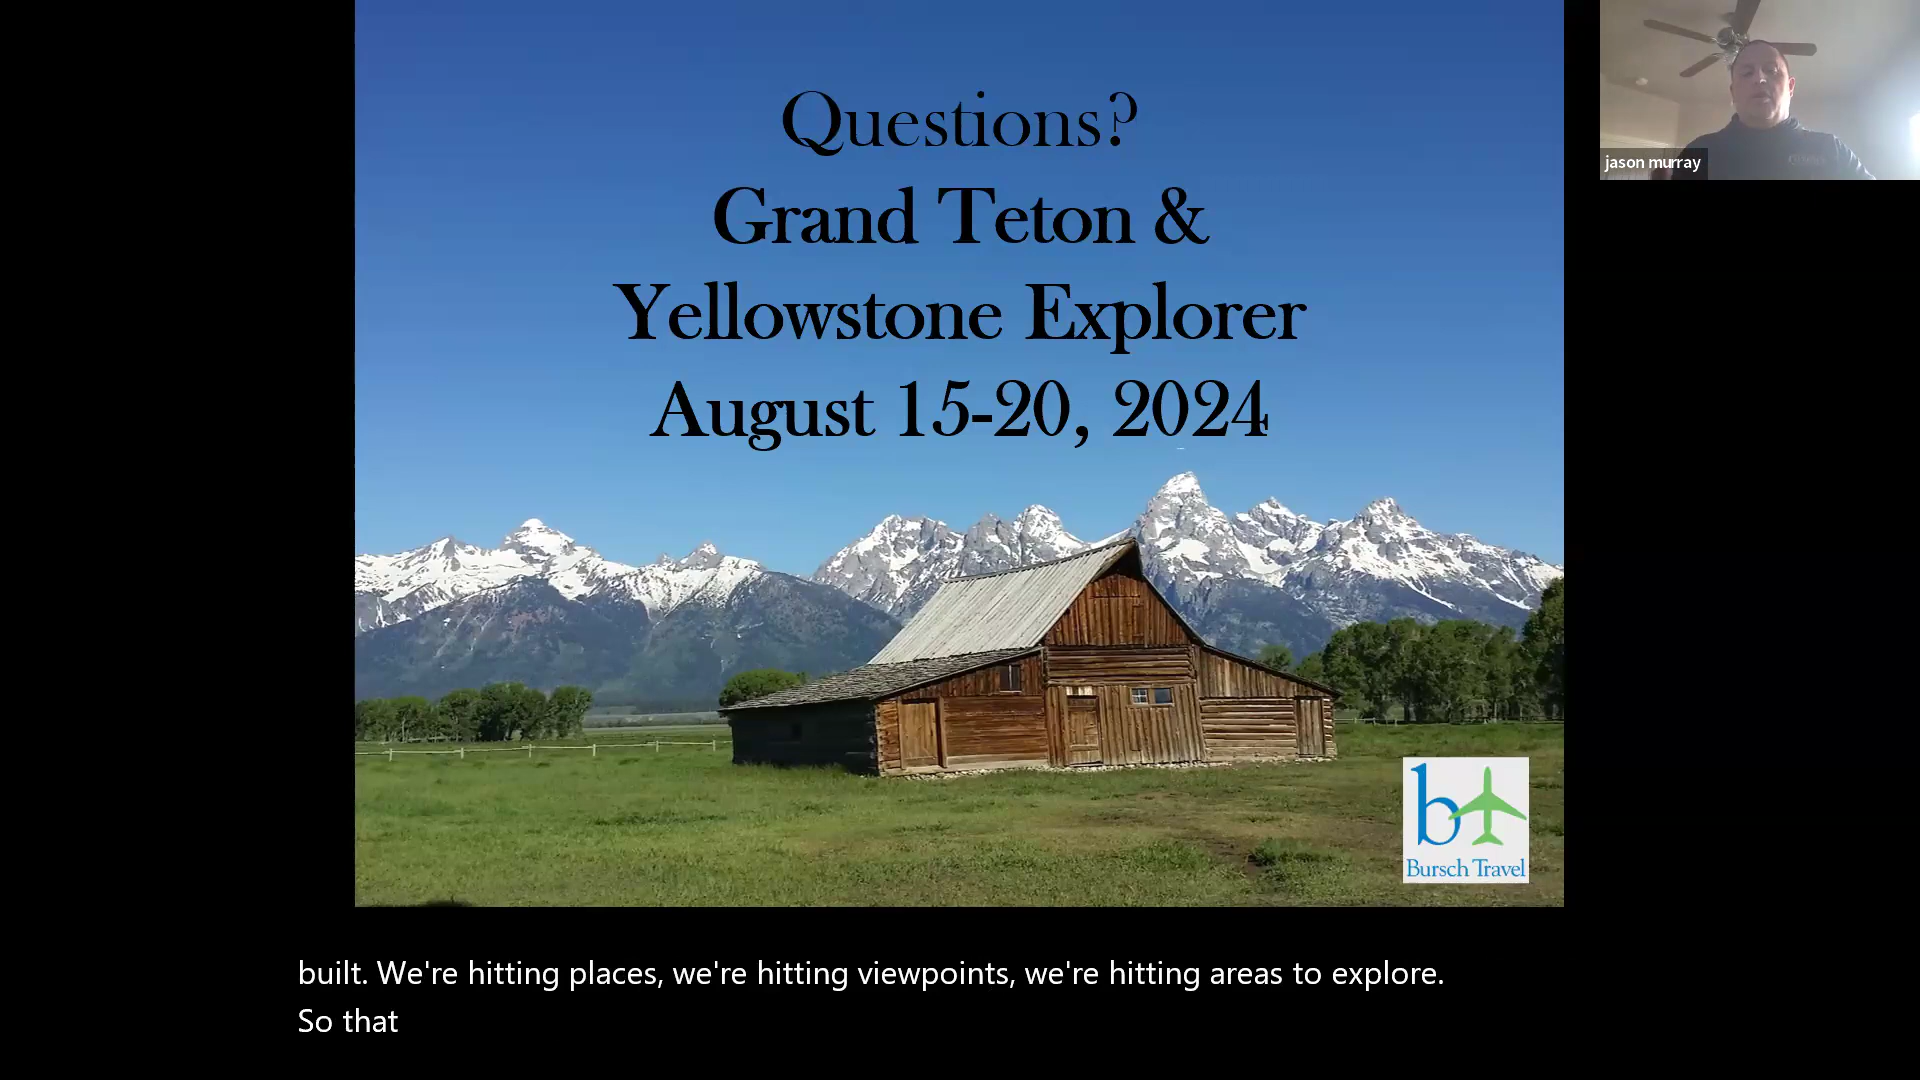 Questions?
Grand Teton &
Yellowstone Explorer
August 15-20, 2024
jason murray
b
Bursch Travel
built. We're hitting places, we're hitting viewpoints, we're hitting areas to explore.
So that